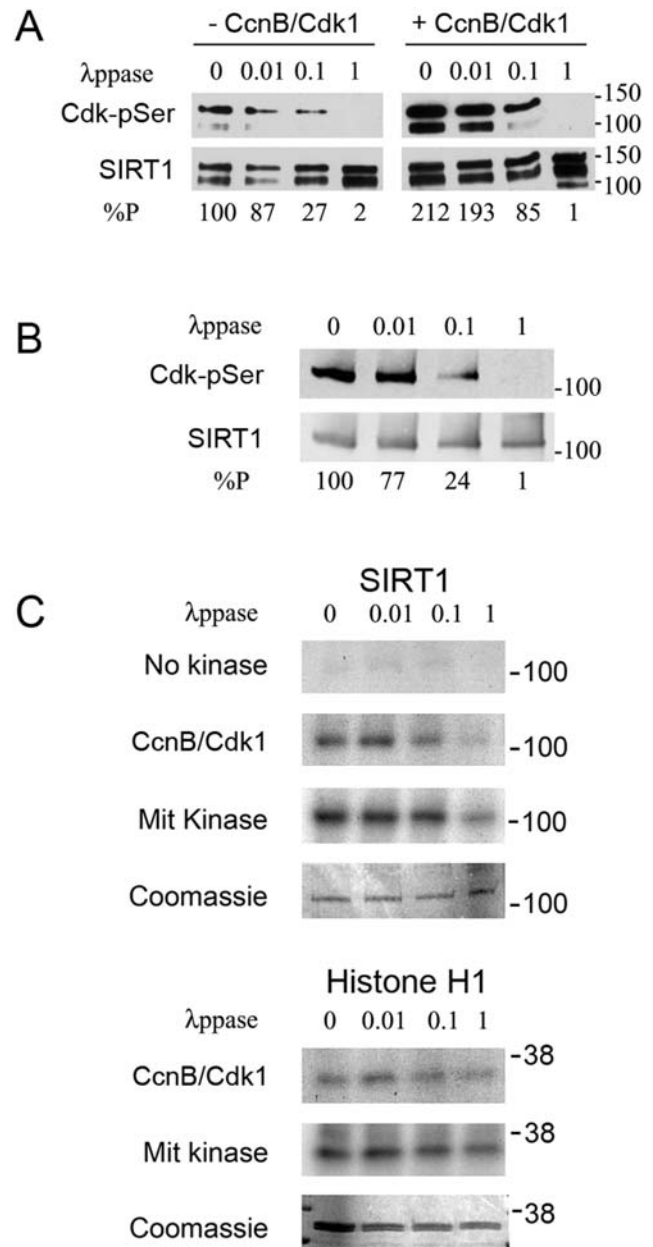 A
- CcnB/Cdk1 + CcnB/Cdk1
λppase 0 0.01 0.1 1 0 0.01 0.1 1
Cdk-pSer -150
-100
SIRT1 -150
-100
%P 100 87 27 2 212 193 85 1
B
λppase 0 0.01 0.1 1
Cdk-pSer -100
SIRT1 -100
%P 100 77 24 1
C
SIRT1
λppase 0 0.01 0.1 1
No kinase -100
CcnB/Cdk1 -100
Mit Kinase -100
Coomassie -100
Histone H1
λppase 0 0.01 0.1 1
CcnB/Cdk1 -38
Mit kinase -38
Coomassie -38